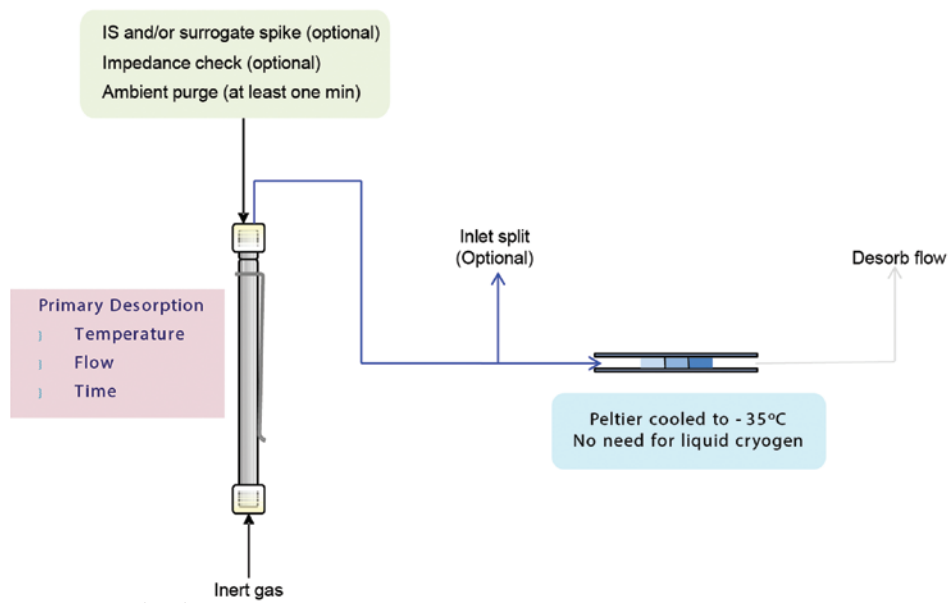 IS and/or surrogate spike (optional)
Impedance check (optional)
Ambient purge (at least one min)
Inlet split
(Optional)
Desorb flow
Primary Desorption
Temperature
Flow
Time
Peltier cooled to - 35ºC
No need for liquid cryogen
Inert gas